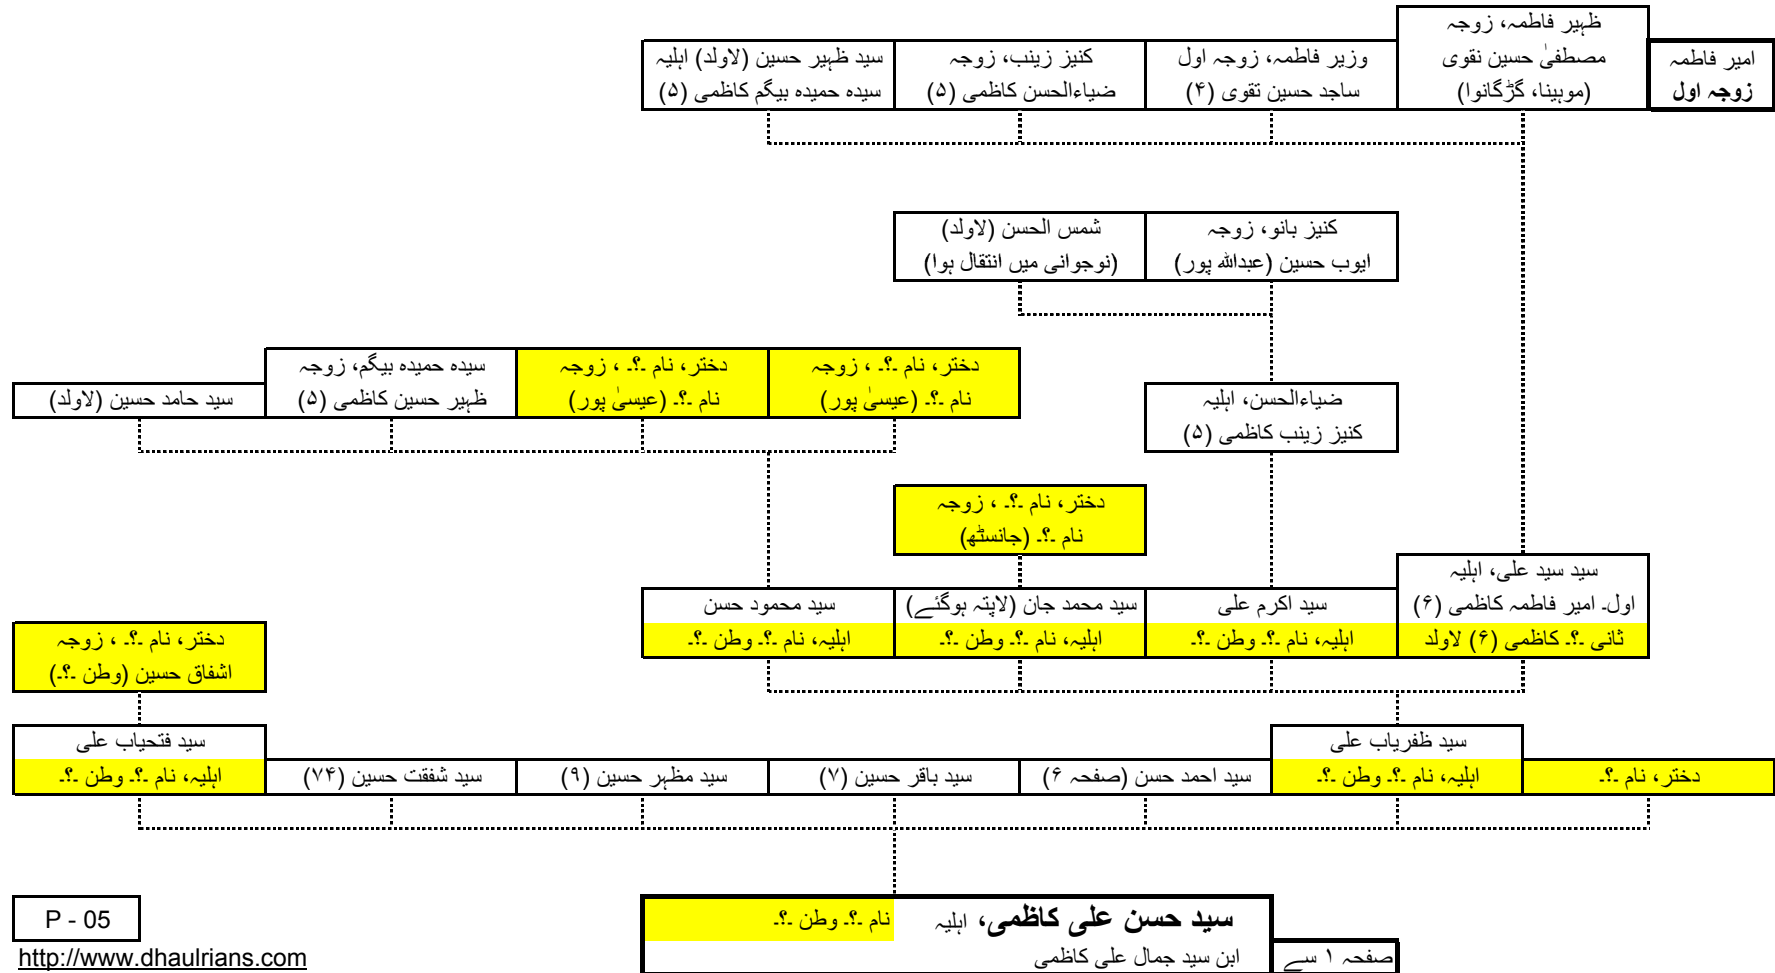 ظہیر فاطمہ، زوجہ
مصطفیٰ حسین نقوی
(موہینا، گڑگانوا)
امیر فاطمہ
زوجہ اول
وزیر فاطمہ، زوجہ اول
ساجد حسین تقوی (۴)
کنیز زینب، زوجہ
ضیاءالحسن کاظمی (۵)
سید ظہیر حسین (لاولد) اہلیہ
سیدہ حمیدہ بیگم کاظمی (۵)
کنیز بانو، زوجہ
ایوب حسین (عبداللہ پور)
شمس الحسن (لاولد)
(نوجوانی میں انتقال ہوا)
دختر، نام ۔؟۔ ، زوجہ
نام ۔؟۔ (عیسیٰ پور)
دختر، نام ۔؟۔ ، زوجہ
نام ۔؟۔ (عیسیٰ پور)
سیدہ حمیدہ بیگم، زوجہ
ظہیر حسین کاظمی (۵)
سید حامد حسین (لاولد)
ضیاءالحسن، اہلیہ
کنیز زینب کاظمی (۵)
دختر، نام ۔؟۔ ، زوجہ
نام ۔؟۔ (جانسٹھ)
سید سید علی، اہلیہ
اول۔ امیر فاطمہ کاظمی (۶)
ثانی ۔؟۔ کاظمی (۶) لاولد
سید اکرم علی
اہلیہ، نام ۔؟۔ وطن ۔؟۔
سید محمد جان (لاپتہ ہوگئے)
اہلیہ، نام ۔؟۔ وطن ۔؟۔
سید محمود حسن
اہلیہ، نام ۔؟۔ وطن ۔؟۔
دختر، نام ۔؟۔ ، زوجہ
اشفاق حسین (وطن ۔؟۔)
دختر، نام ۔؟۔
سید ظفریاب علی
اہلیہ، نام ۔؟۔ وطن ۔؟۔
سید احمد حسن (صفحہ ۶)
سید باقر حسین (۷)
سید مظہر حسین (۹)
سید شفقت حسین (۷۴)
سید فتحیاب علی
اہلیہ، نام ۔؟۔ وطن ۔؟۔
سید حسن علی کاظمی، اہلیہ نام ۔؟۔ وطن ۔؟۔
ابن سید جمال علی کاظمی
صفحہ ۱ سے
P - 05
http://www.dhaulrians.com